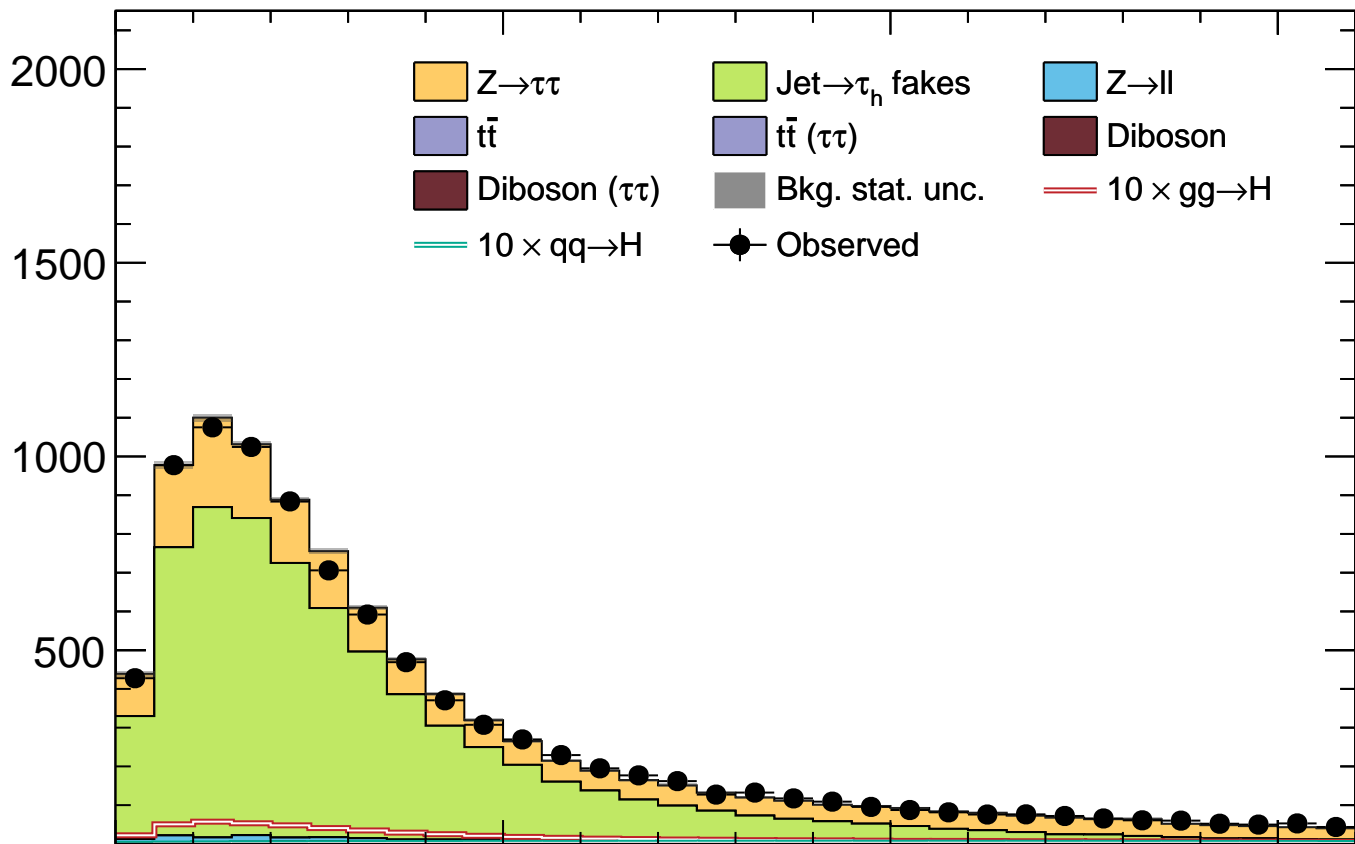 2000
Z→ττ Jet→τh fakes Z→ll
tt̄ tt̄ (ττ) Diboson
Diboson (ττ) Bkg. stat. unc. 10 × gg→H
10 × qq→H Observed
1500
1000
500